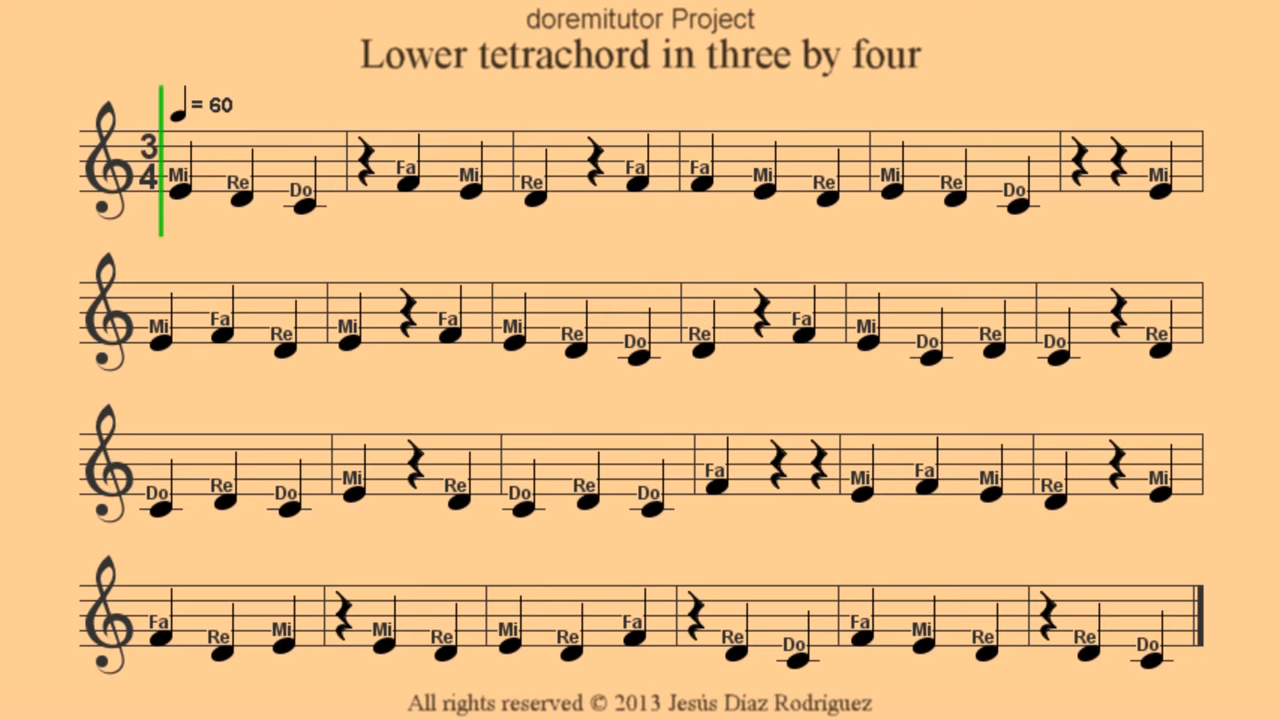 doremitutor Project
Lower tetrachord in three by four
= 60
3
4
Mi Re Do Fa Mi Re Fa Fa Mi Re Mi Re Do Mi
Mi Fa Re Mi Fa Mi Re Do Re Fa Mi Do Re Do Re
Do Re Do Mi Re Do Re Do Fa Mi Fa Mi Re Mi
Fa Re Mi Mi Re Mi Re Fa Re Do Fa Mi Re Re Do
All rights reserved © 2013 Jesús Díaz Rodríguez